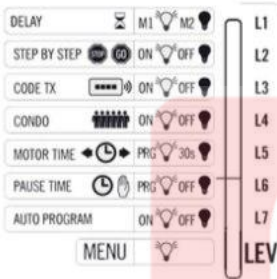 DELAY M1 M2 L1
STEP BY STEP STOP GO ON OFF L2
CODE TX ON OFF L3
CONDO ON OFF L4
MOTOR TIME PRG 30s L5
PAUSE TIME PRG OFF L6
AUTO PROGRAM ON OFF L7
MENU LEV